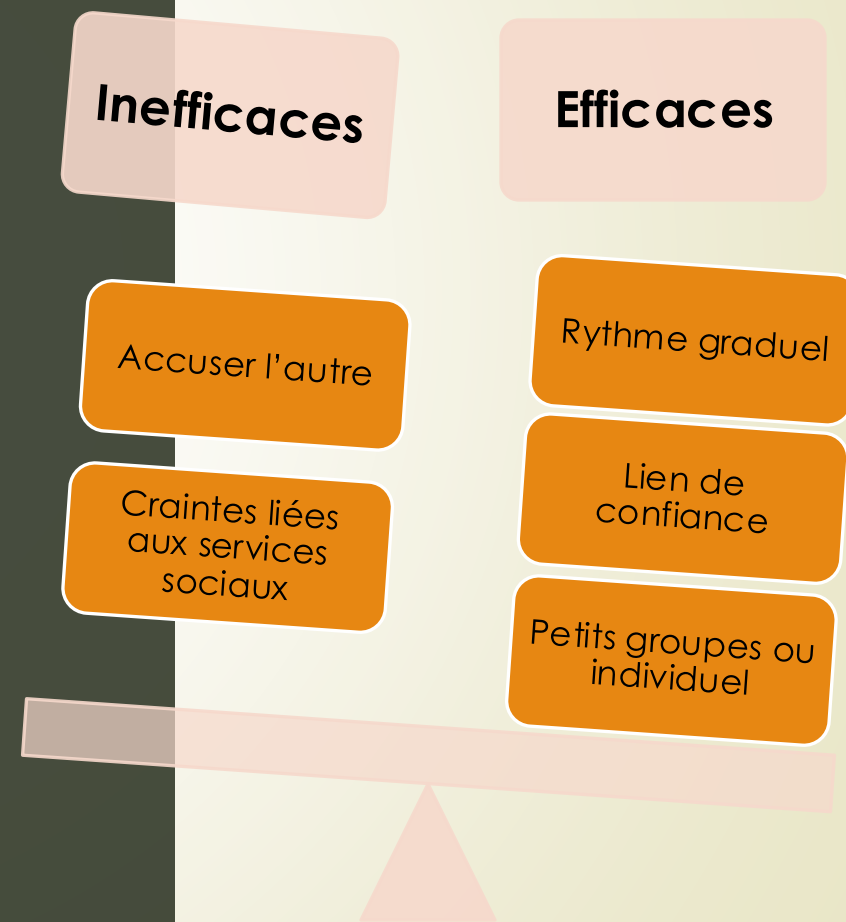 Inefficaces
Efficaces
Accuser l’autre
Craintes liées
aux services
sociaux
Rythme graduel
Lien de
confiance
Petits groupes ou
individuel